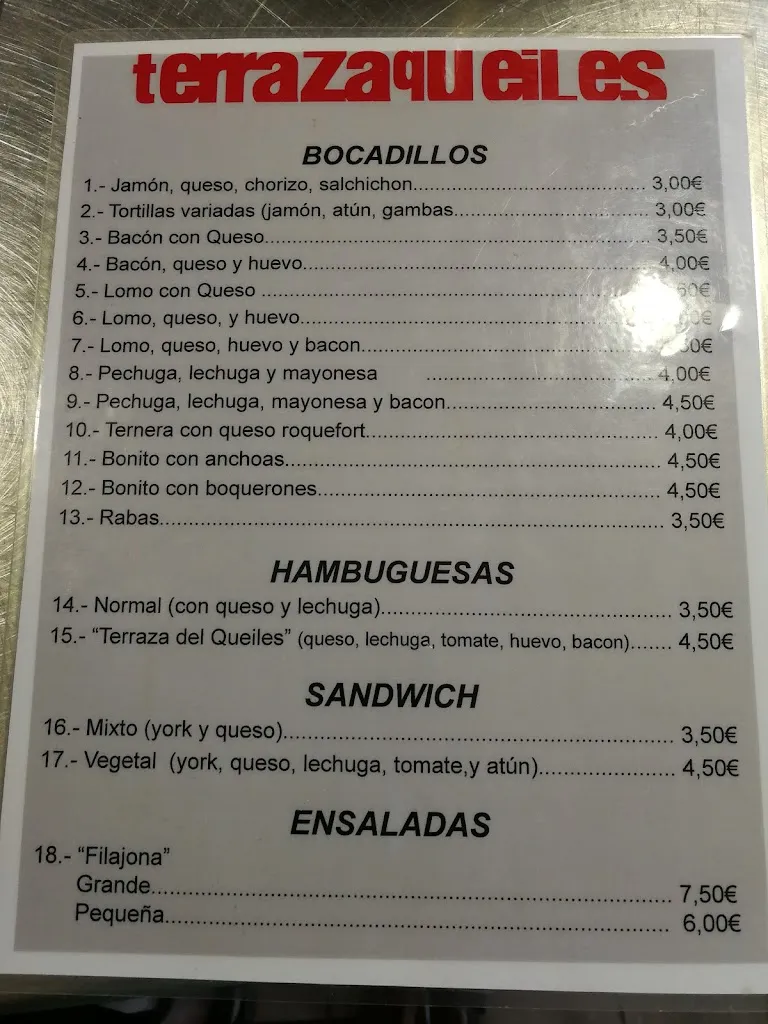 terrazaqueiles
BOCADILLOS
1.- Jamón, queso, chorizo, salchichon.......................................... 3,00€
2.- Tortillas variadas (jamón, atún, gambas.................................... 3,00€
3.- Bacón con Queso..................................................................... 3,50€
4.- Bacón, queso y huevo.............................................................. 4,00€
5.- Lomo con Queso ......................................................................
6.- Lomo, queso, y huevo..............................................................
7.- Lomo, queso, huevo y bacon...................................................
8.- Pechuga, lechuga y mayonesa ......................................... 4,00€
9.- Pechuga, lechuga, mayonesa y bacon...................................... 4,50€
10.- Ternera con queso roquefort..................................................... 4,00€
11.- Bonito con anchoas.................................................................. 4,50€
12.- Bonito con boquerones............................................................. 4,50€
13.- Rabas....................................................................................... 3,50€
HAMBUGUESAS
14.- Normal (con queso y lechuga).................................................. 3,50€
15.- “Terraza del Queiles” (queso, lechuga, tomate, huevo, bacon)....... 4,50€
SANDWICH
16.- Mixto (york y queso)................................................................. 3,50€
17.- Vegetal (york, queso, lechuga, tomate,y atún)....................... 4,50€
ENSALADAS
18.- “Filajona”
Grande........................................................................................ 7,50€
Pequeña...................................................................................... 6,00€